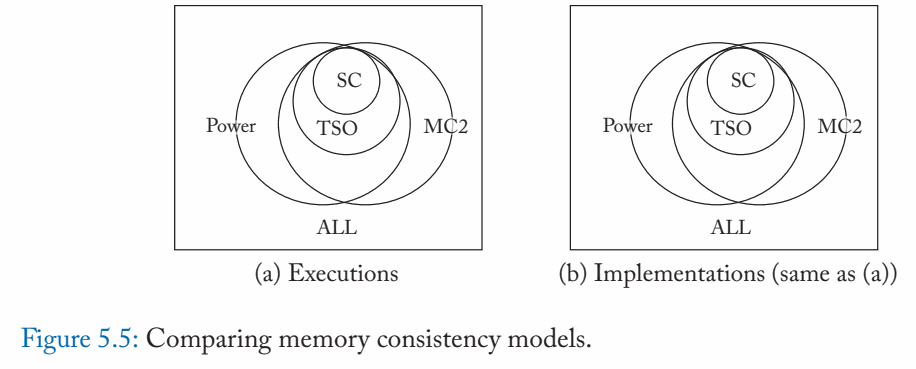 SC
SC
Power TSO MC2
Power TSO MC2
ALL
ALL
(a) Executions
(b) Implementations (same as (a))
Figure 5.5: Comparing memory consistency models.